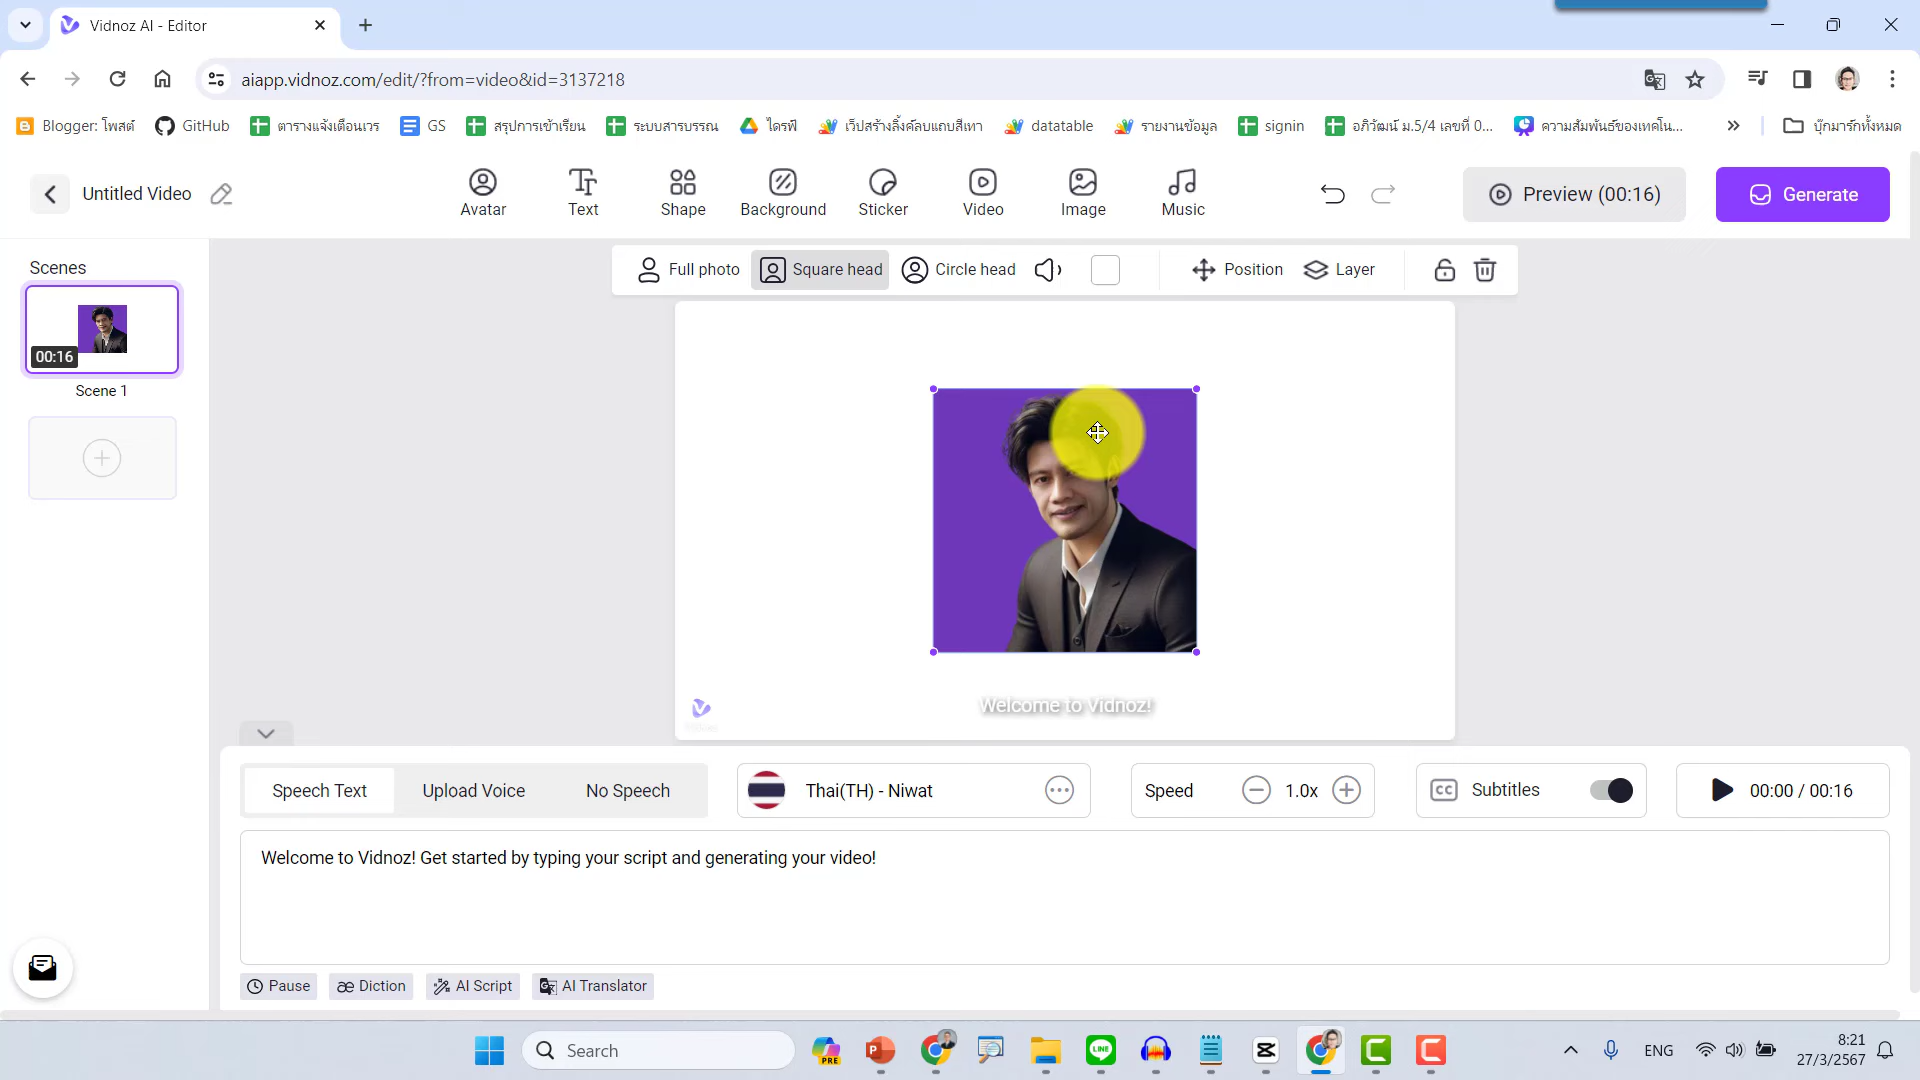 Vidnoz AI - Editor
aiapp.vidnoz.com/edit/?from=video&id=3137218
Blogger: โพสต์
GitHub
ตารางแจ้งเตือนเวร
GS
สรุปการเข้าเรียน
ระบบสารบรรณ
ไดรฟ์
เว็ปสร้างลิ้งค์ลบแถบสีเทา
datatable
รายงานข้อมูล
signin
อภิวัฒน์ ม.5/4 เลขที่ 0...
ความสัมพันธ์ของเทคโน...
บุ๊กมาร์กทั้งหมด
Untitled Video
Avatar
Text
Shape
Background
Sticker
Video
Image
Music
Preview (00:16)
Generate
Scenes
Full photo
Square head
Circle head
Position
Layer
00:16
Scene 1
Welcome to Vidnoz!
Speech Text
Upload Voice
No Speech
Thai(TH) - Niwat
Speed
1.0x
CC
Subtitles
00:00 / 00:16
Welcome to Vidnoz! Get started by typing your script and generating your video!
Pause
æ Diction
AI Script
AI Translator
Search
PRE
LINE
ENG
8:21
27/3/2567